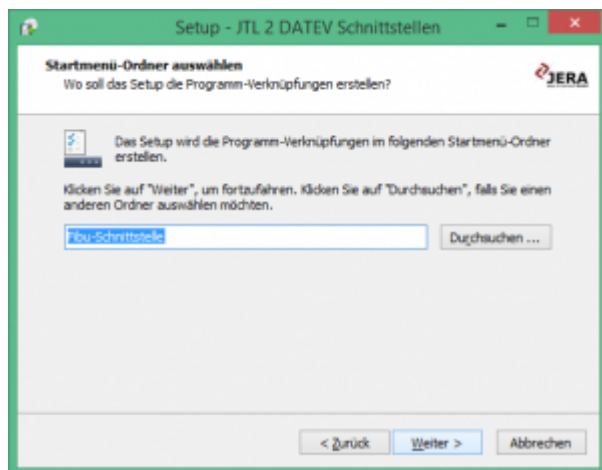 Setup - JTL 2 DATEV Schnittstellen
Startmenü-Ordner auswählen
Wo soll das Setup die Programm-Verknüpfungen erstellen?
JERA
Das Setup wird die Programm-Verknüpfungen im folgenden Startmenü-Ordner
erstellen.
Klicken Sie auf "Weiter", um fortzufahren. Klicken Sie auf "Durchsuchen", falls Sie einen
anderen Ordner auswählen möchten.
Fibu-Schnittstelle
Durchsuchen ...
< Zurück
Weiter >
Abbrechen